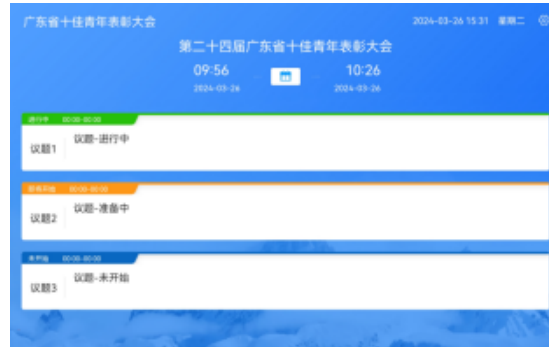 广东省十佳青年表彰大会
2024-03-26 15:31 星期二
第二十四届广东省十佳青年表彰大会
09:56
10:26
2024-03-26
2024-03-26
进行中 00:00-00:00
议题1
议题-进行中
即将开始 00:00-00:00
议题2
议题-准备中
未开始 00:00-00:00
议题3
议题-未开始